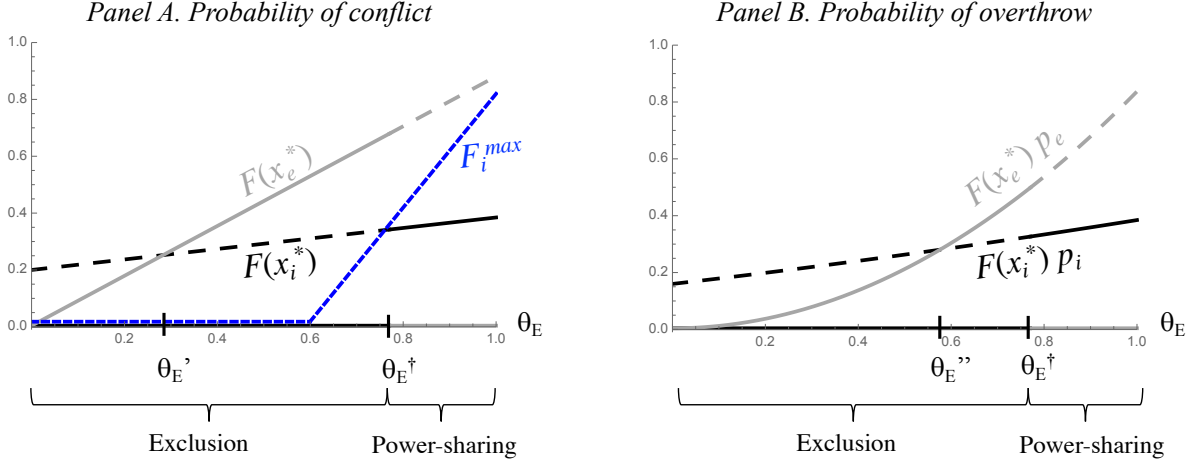 Panel A. Probability of conflict
1.0
0.8
0.6
0.4
0.2
0.0
F(x_e^*)
F_i^max
F(x_i^*)
0.2
0.6
0.8
1.0
θ_E
θ_E’
θ_E†
Exclusion
Power-sharing
Panel B. Probability of overthrow
1.0
0.8
0.6
0.4
0.2
0.0
F(x_e^*) p_e
F(x_i^*) p_i
0.2
0.4
0.6
0.8
1.0
θ_E
θ_E’’
θ_E†
Exclusion
Power-sharing